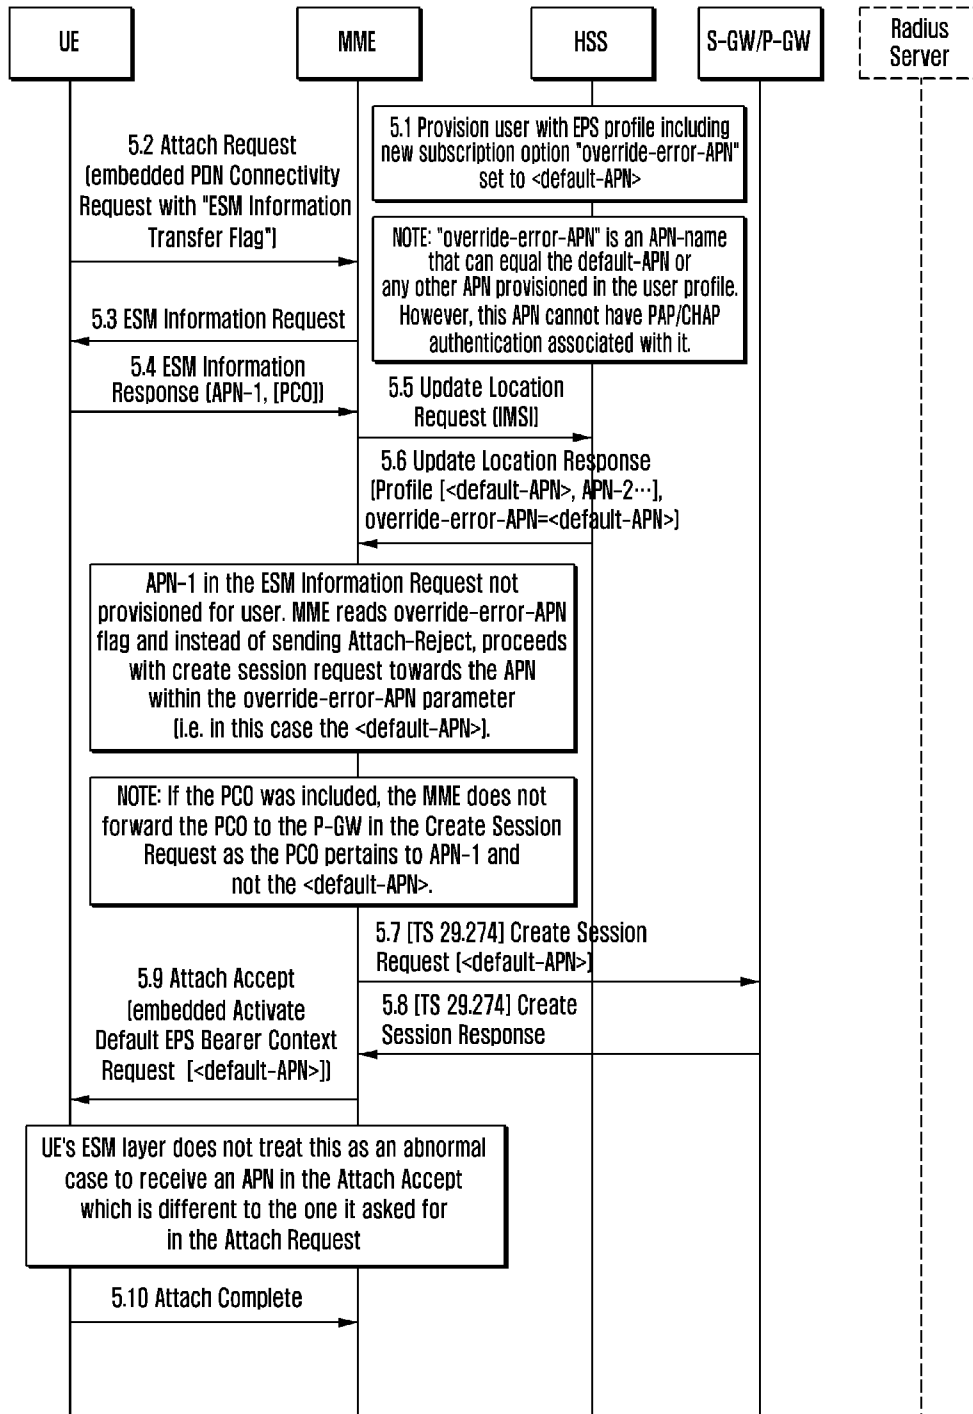 UE
MME
HSS
S-GW/P-GW
Radius
Server
5.1 Provision user with EPS profile including
new subscription option "override-error-APN"
set to <default-APN>
5.2 Attach Request
(embedded PDN Connectivity
Request with "ESM Information
Transfer Flag")
NOTE: "override-error-APN" is an APN-name
that can equal the default-APN or
any other APN provisioned in the user profile.
However, this APN cannot have PAP/CHAP
authentication associated with it.
5.3 ESM Information Request
5.4 ESM Information
Response (APN-1, [PCO])
5.5 Update Location
Request (IMSI)
5.6 Update Location Response
(Profile [<default-APN>, APN-2···],
override-error-APN=<default-APN>)
APN-1 in the ESM Information Request not
provisioned for user. MME reads override-error-APN
flag and instead of sending Attach-Reject, proceeds
with create session request towards the APN
within the override-error-APN parameter
(i.e. in this case the <default-APN>).
NOTE: If the PCO was included, the MME does not
forward the PCO to the P-GW in the Create Session
Request as the PCO pertains to APN-1 and
not the <default-APN>.
5.7 [TS 29.274] Create Session
Request (<default-APN>)
5.8 [TS 29.274] Create
Session Response
5.9 Attach Accept
(embedded Activate
Default EPS Bearer Context
Request [<default-APN>])
UE's ESM layer does not treat this as an abnormal
case to receive an APN in the Attach Accept
which is different to the one it asked for
in the Attach Request
5.10 Attach Complete